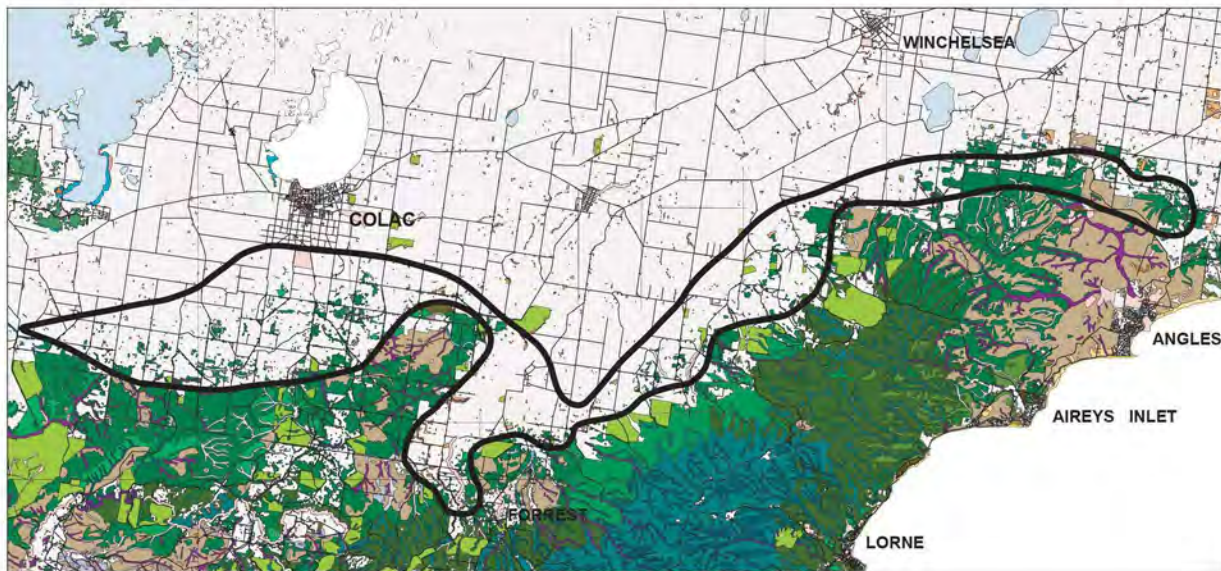 WINCHELSEA
COLAC
ANGLES
AIREYS INLET
FORREST
LORNE